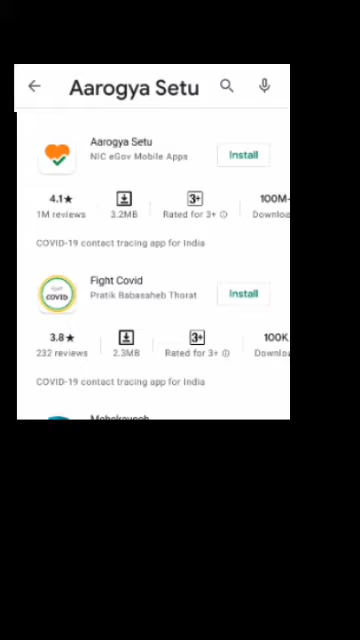 Aarogya Setu
Aarogya Setu
NIC eGov Mobile Apps
Install
4.1★ 3+ 100M
1M reviews 3.2MB Rated for 3+
COVID-19 contact tracing app for India
Fight Covid
Pratik Babasaheb Thorat
COVID
Install
3.8★ 3+ 100K
232 reviews 2.3MB Rated for 3+
COVID-19 contact tracing app for India